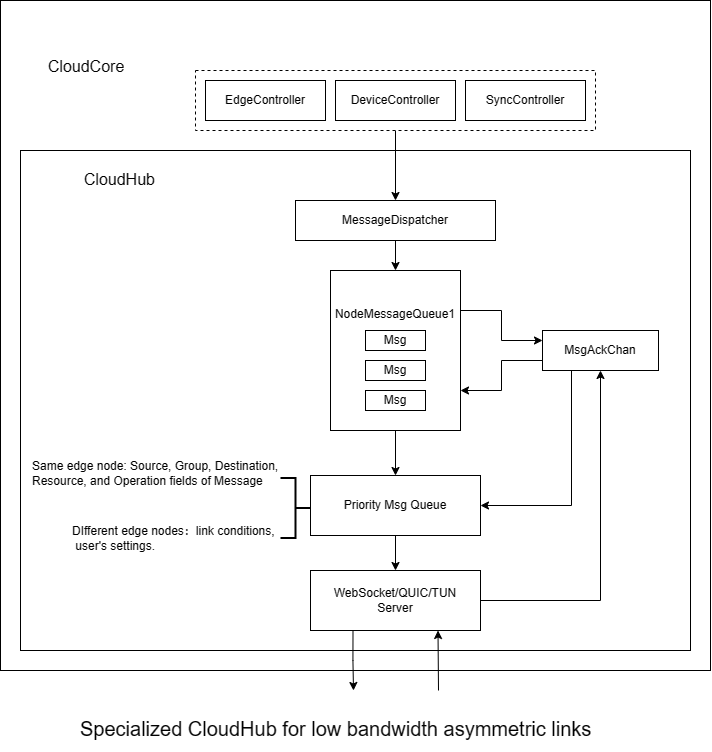 CloudCore
EdgeController
DeviceController
SyncController
CloudHub
MessageDispatcher
NodeMessageQueue1
Msg
Msg
Msg
MsgAckChan
Same edge node: Source, Group, Destination,
Resource, and Operation fields of Message
DIfferent edge nodes：link conditions,
user's settings.
Priority Msg Queue
WebSocket/QUIC/TUN
Server
Specialized CloudHub for low bandwidth asymmetric links